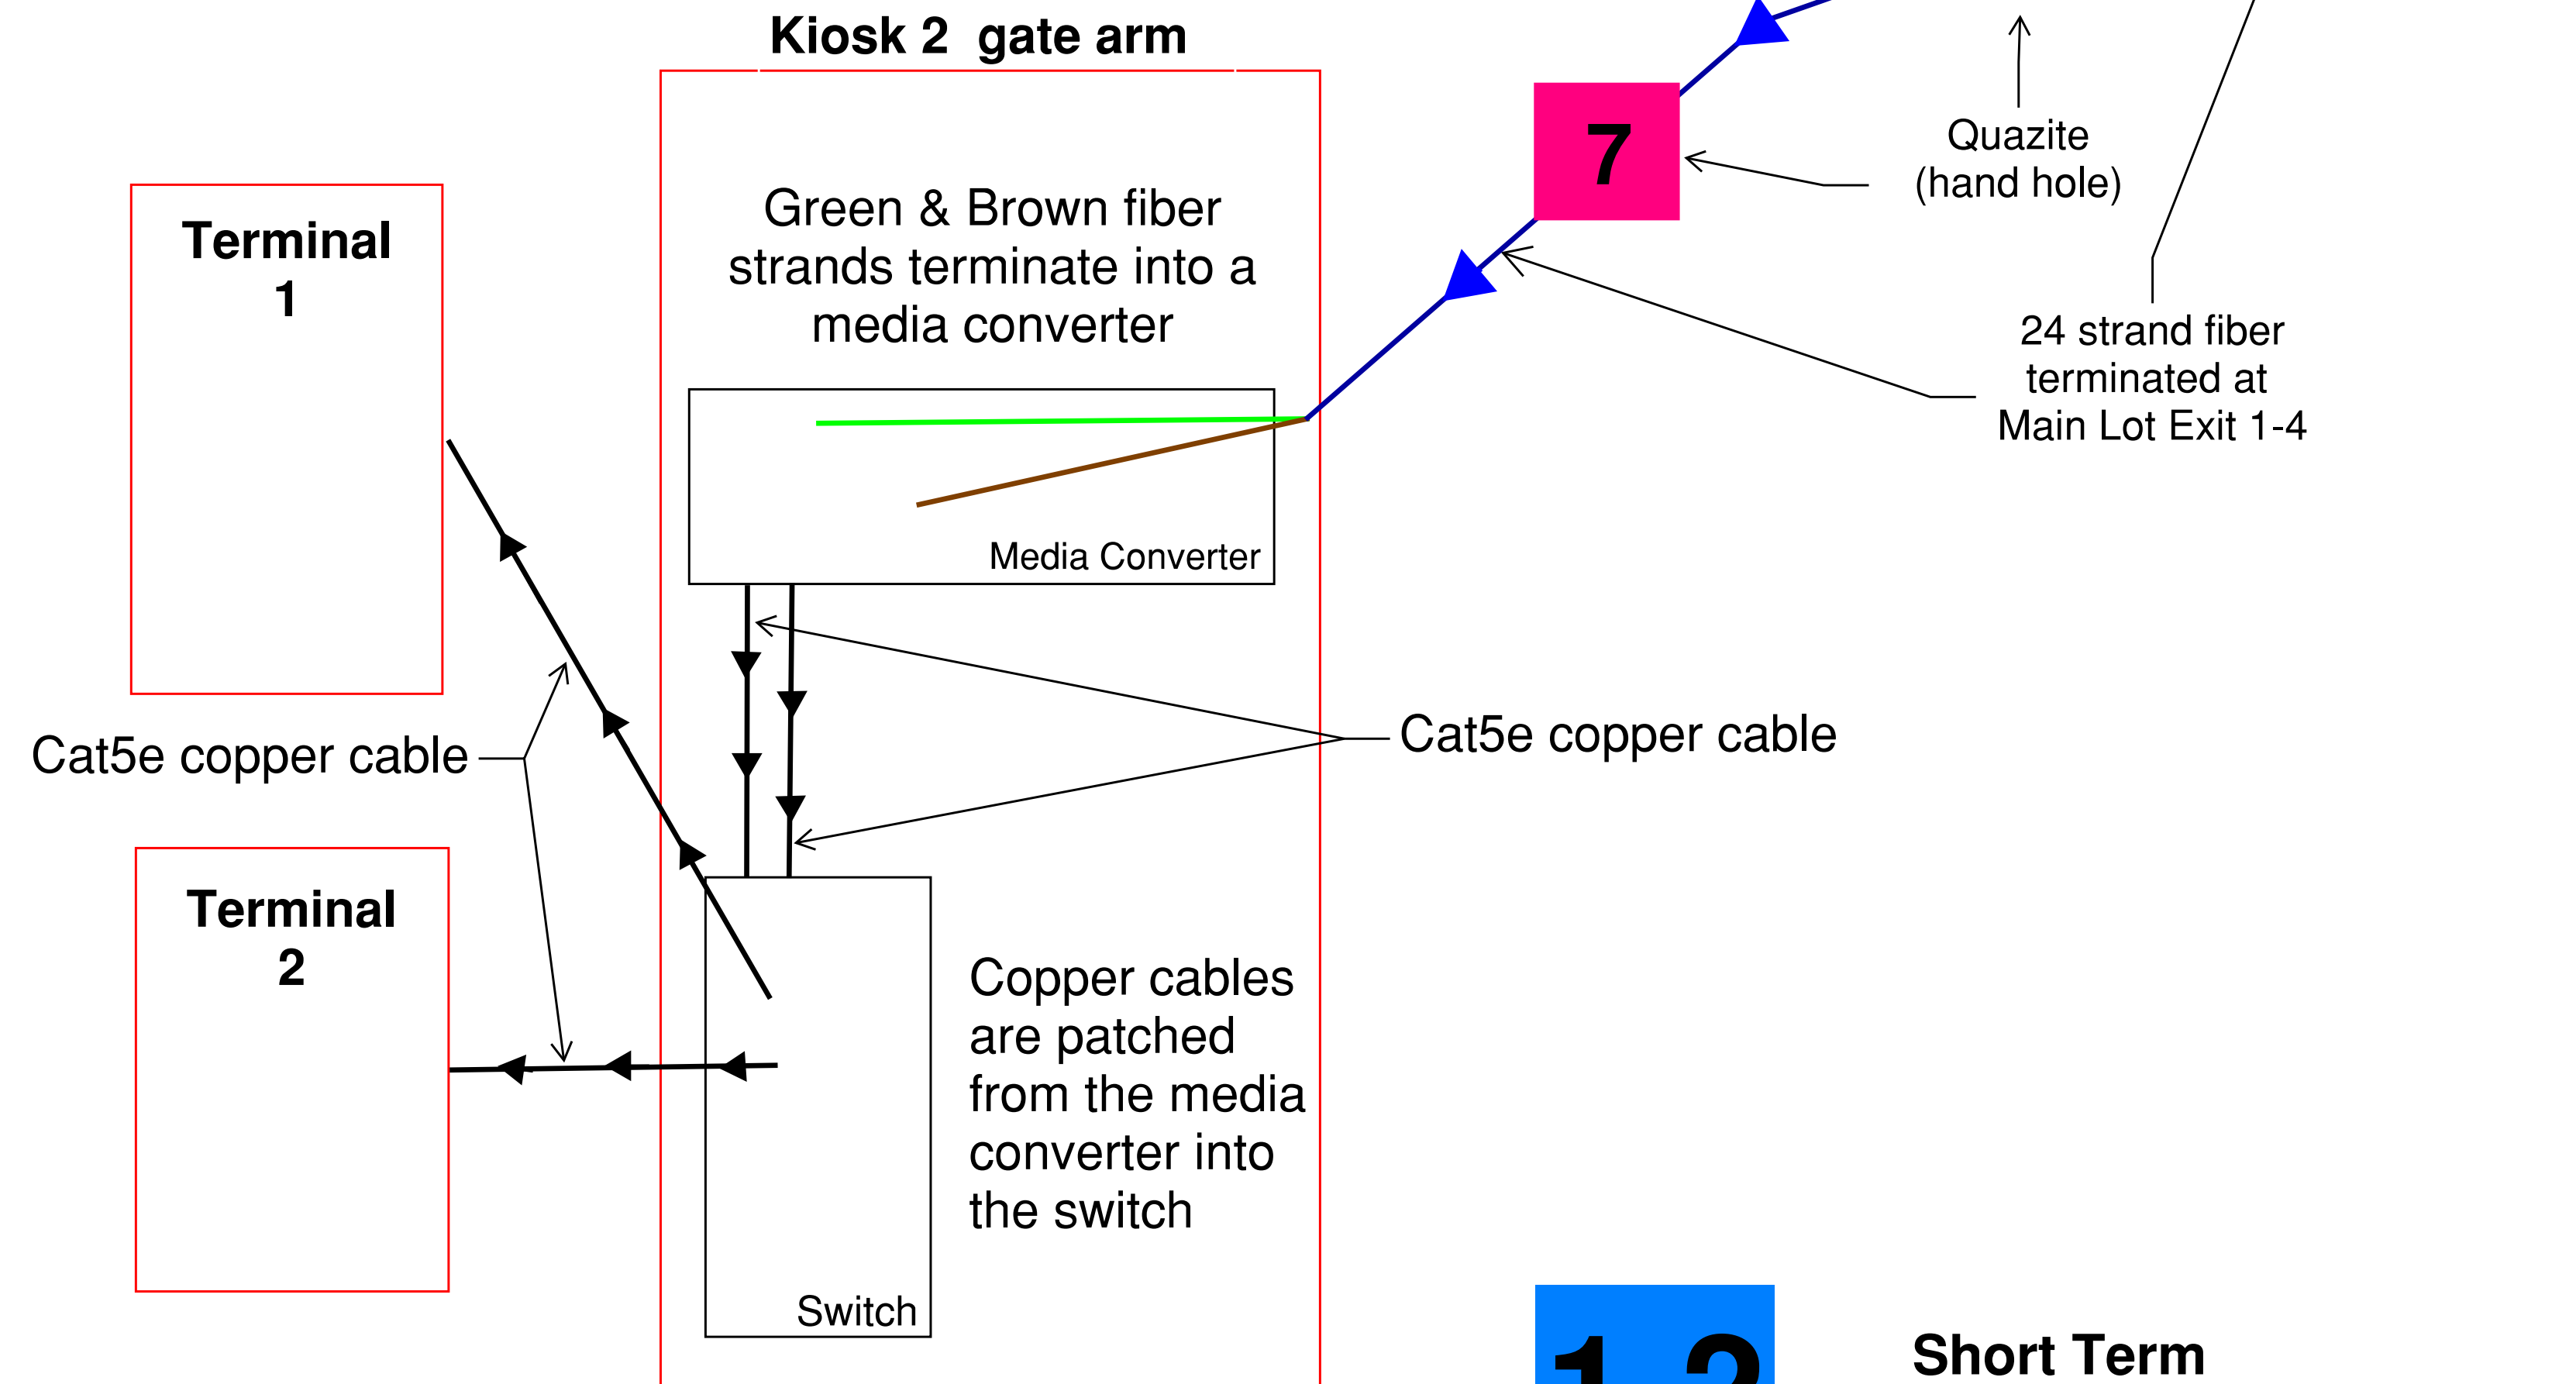 Kiosk 2  gate arm
7
Quazite
(hand hole)
Terminal
1
Green & Brown fiber
strands terminate into a
media converter
24 strand fiber
terminated at
Main Lot Exit 1-4
Media Converter
Cat5e copper cable
Cat5e copper cable
Terminal
2
Copper cables
are patched
from the media
converter into
the switch
Switch
Short Term